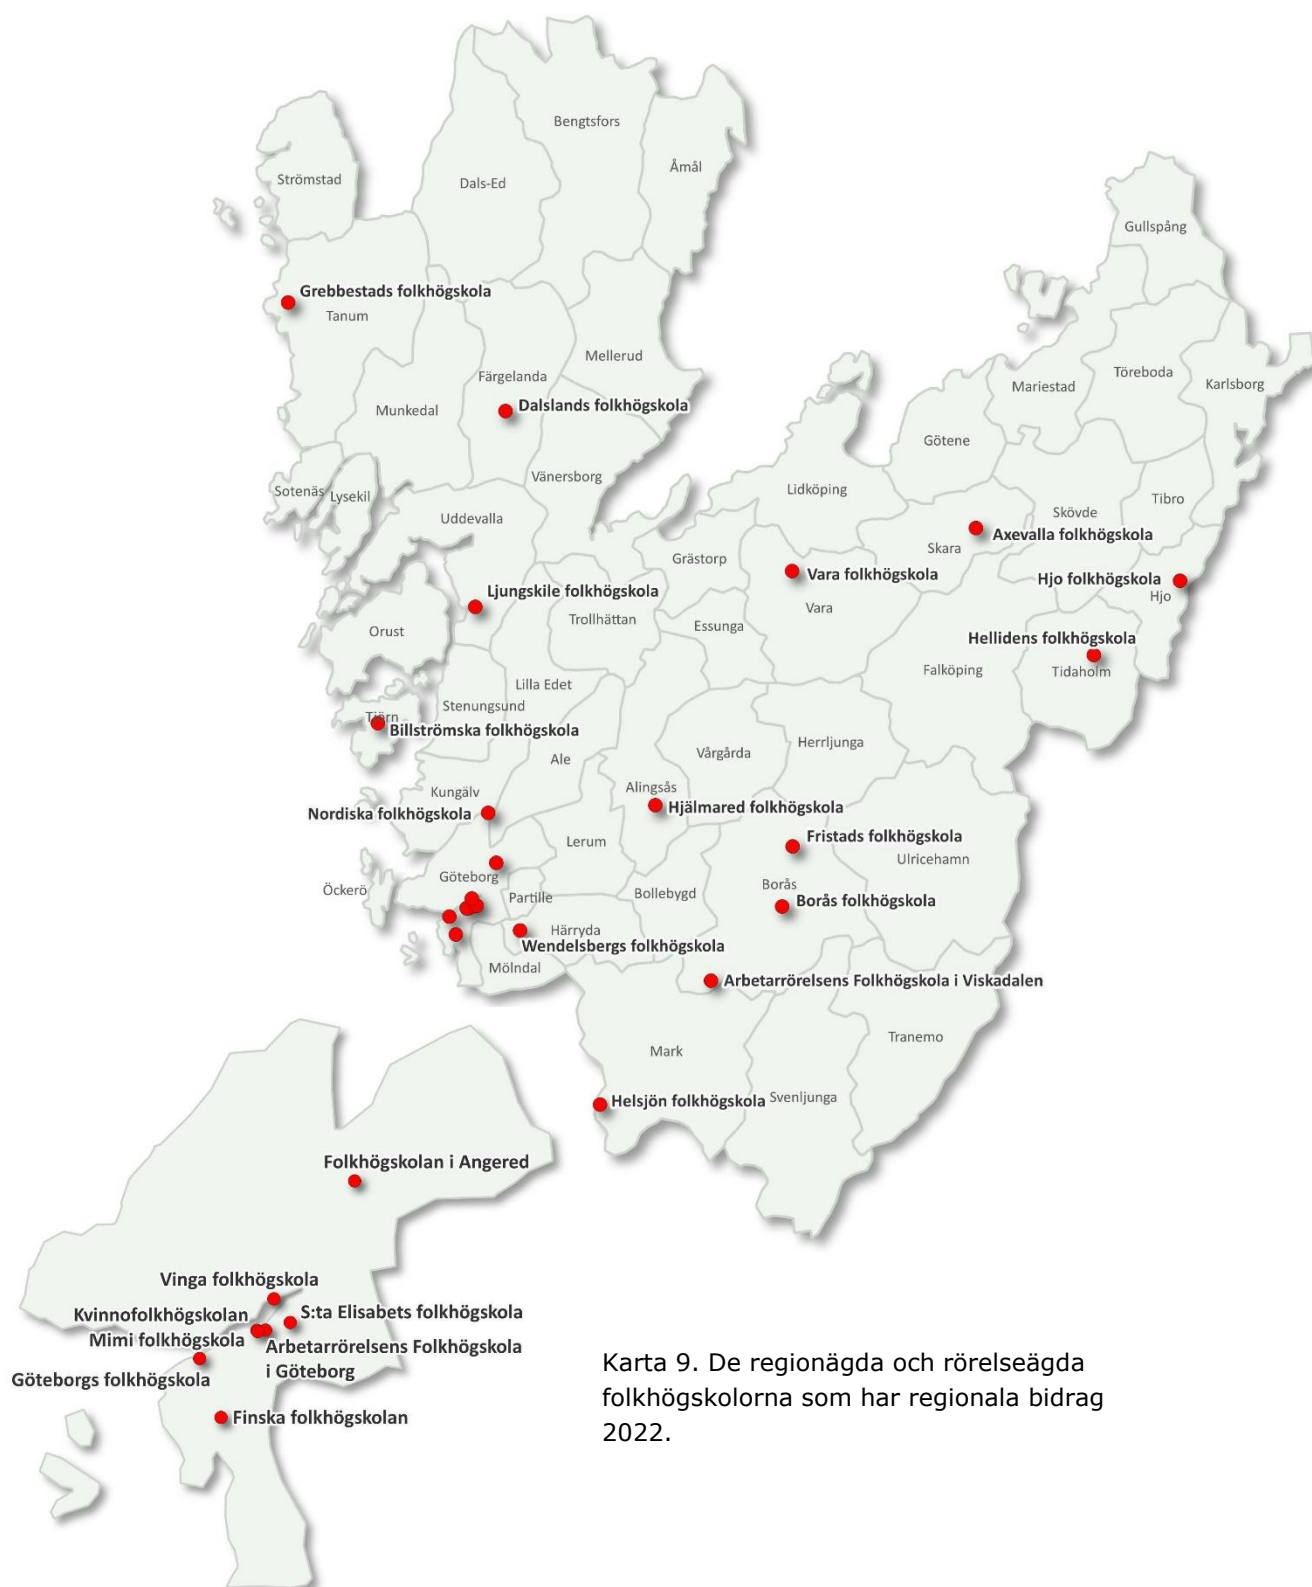 Bengtsfors
Åmål
Strömstad
Dals-Ed
Gullspång
Grebbestads folkhögskola
Tanum
Mellerud
Färgelanda
Töreboda
Mariestad
Karlsborg
Munkedal
Dalslands folkhögskola
Götene
Vänersborg
Sotenäs
Lysekil
Lidköping
Tibro
Skövde
Uddevalla
Axevalla folkhögskola
Skara
Grästorp
Vara folkhögskola
Hjo folkhögskola
Ljungskile folkhögskola
Hjo
Vara
Trollhättan
Essunga
Orust
Hellidens folkhögskola
Falköping
Tidaholm
Lilla Edet
Stenungsund
Tjörn
Billströmska folkhögskola
Herrljunga
Vårgårda
Ale
Alingsås
Kungälv
Hjälmared folkhögskola
Nordiska folkhögskola
Fristads folkhögskola
Lerum
Ulricehamn
Göteborg
Borås
Öckerö
Partille
Bollebygd
Borås folkhögskola
Härryda
Wendelsbergs folkhögskola
Mölndal
Arbetarrörelsens Folkhögskola i Viskadalen
Tranemo
Mark
Svenljunga
Helsjön folkhögskola
Folkhögskolan i Angered
Vinga folkhögskola
Kvinnofolkhögskolan
S:ta Elisabets folkhögskola
Mimi folkhögskola
Arbetarrörelsens Folkhögskola
i Göteborg
Göteborgs folkhögskola
Finska folkhögskolan
Karta 9. De regionägda och rörelseägda
folkhögskolorna som har regionala bidrag
2022.